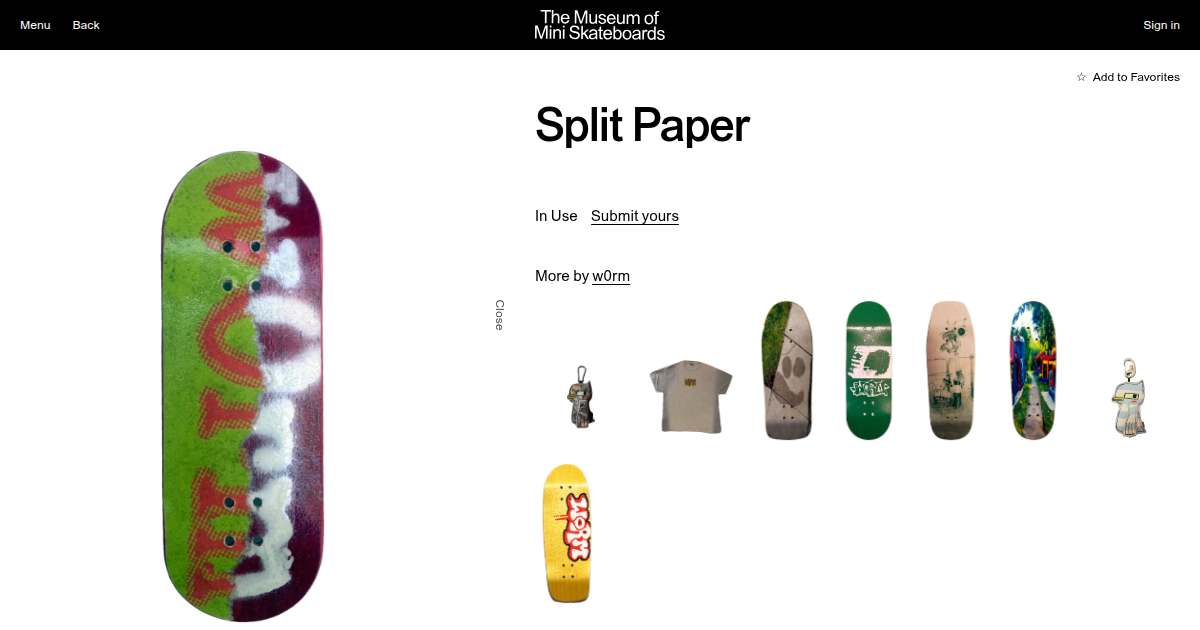 Menu
Back
The Museum of
Mini Skateboards
Sign in
☆ Add to Favorites
Split Paper
In Use Submit yours
More by w0rm
Close